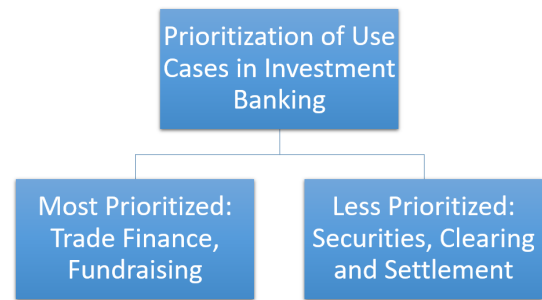 Prioritization of Use
Cases in Investment
Banking
Most Prioritized:
Trade Finance,
Fundraising
Less Prioritized:
Securities, Clearing
and Settlement